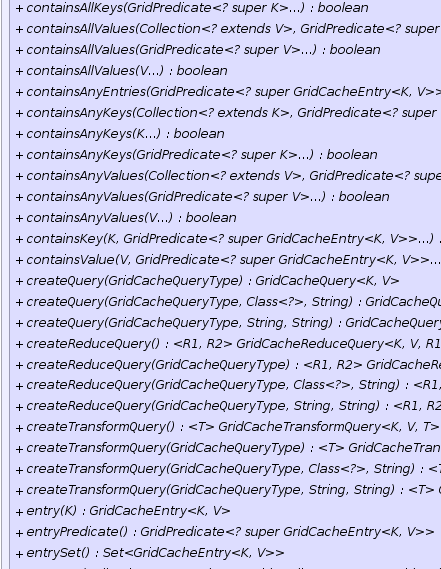 + containsAllKeys(GridPredicate<? super K>...) : boolean
+ containsAllValues(Collection<? extends V>, GridPredicate<? super
+ containsAllValues(GridPredicate<? super V>...) : boolean
+ containsAllValues(V...) : boolean
+ containsAnyEntries(GridPredicate<? super GridCacheEntry<K, V>>
+ containsAnyKeys(Collection<? extends K>, GridPredicate<? super
+ containsAnyKeys(K...) : boolean
+ containsAnyKeys(GridPredicate<? super K>...) : boolean
+ containsAnyValues(Collection<? extends V>, GridPredicate<? supe
+ containsAnyValues(GridPredicate<? super V>...) : boolean
+ containsAnyValues(V...) : boolean
+ containsKey(K, GridPredicate<? super GridCacheEntry<K, V>>...) :
+ containsValue(V, GridPredicate<? super GridCacheEntry<K, V>>...
+ createQuery(GridCacheQueryType) : GridCacheQuery<K, V>
+ createQuery(GridCacheQueryType, Class<?>, String) : GridCacheQu
+ createQuery(GridCacheQueryType, String, String) : GridCacheQuery
+ createReduceQuery() : <R1, R2> GridCacheReduceQuery<K, V, R1
+ createReduceQuery(GridCacheQueryType) : <R1, R2> GridCacheRe
+ createReduceQuery(GridCacheQueryType, Class<?>, String) : <R1,
+ createReduceQuery(GridCacheQueryType, String, String) : <R1, R2
+ createTransformQuery() : <T> GridCacheTransformQuery<K, V, T>
+ createTransformQuery(GridCacheQueryType) : <T> GridCacheTran
+ createTransformQuery(GridCacheQueryType, Class<?>, String) : <T
+ createTransformQuery(GridCacheQueryType, String, String) : <T>
+ entry(K) : GridCacheEntry<K, V>
+ entryPredicate() : GridPredicate<? super GridCacheEntry<K, V>>
+ entrySet() : Set<GridCacheEntry<K, V>>